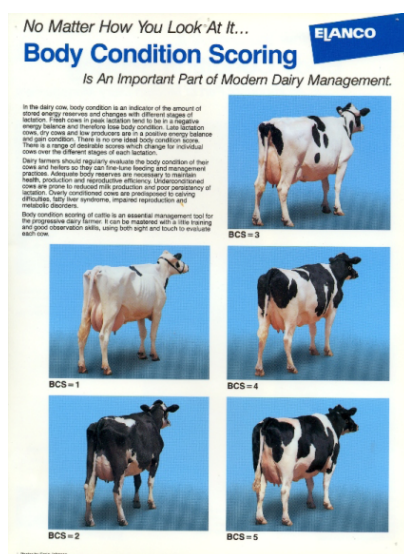 No Matter How You Look At It...
ELANCO
Body Condition Scoring
Is An Important Part of Modern Dairy Management.
In the dairy cow, body condition is an indicator of the amount of
stored energy reserves and changes with different stages of
lactation. Fresh cows in peak lactation tend to be in a negative
energy balance and therefore lose body condition. Late lactation
cows, dry cows and low producers are in a positive energy balance
and gain condition. There is no one ideal body condition score.
There is a range of desirable scores which change for individual
cows over the different stages of each lactation.
Dairy farmers should regularly evaluate the body condition of their
cows and heifers so they can fine-tune feeding and management
practices. Adequate body reserves are necessary to maintain
health, production and reproductive efficiency. Underconditioned
cows are prone to reduced milk production and poor persistency of
lactation. Overly conditioned cows are predisposed to calving
difficulties, fatty liver syndrome, impaired reproduction and
metabolic disorders.
Body condition scoring of cattle is an essential management tool for
the progressive dairy farmer. It can be mastered with a little training
and good observation skills, using both sight and touch to evaluate
each cow.
BCS=3
BCS=1
BCS=4
BCS=2
BCS=5